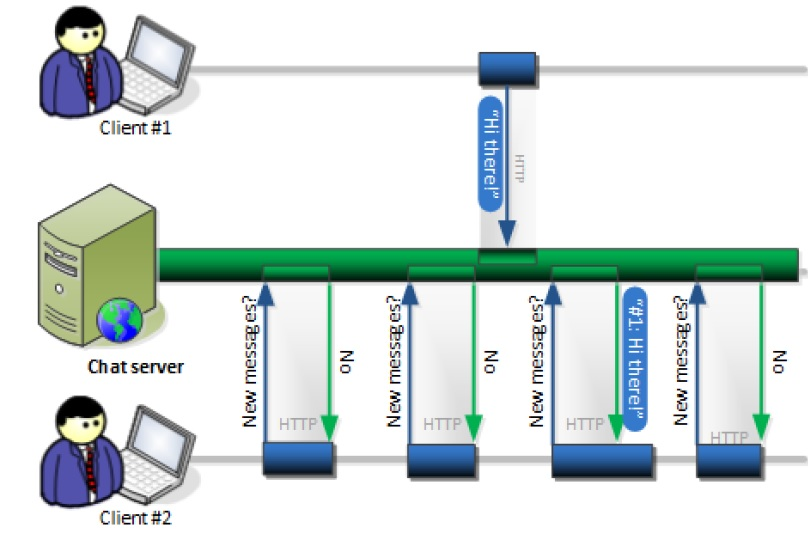 Client #1
"Hi there!"
HTTP
Chat server
New messages?
HTTP
No
New messages?
HTTP
No
New messages?
HTTP
"#1: Hi there!"
New messages?
HTTP
No
Client #2